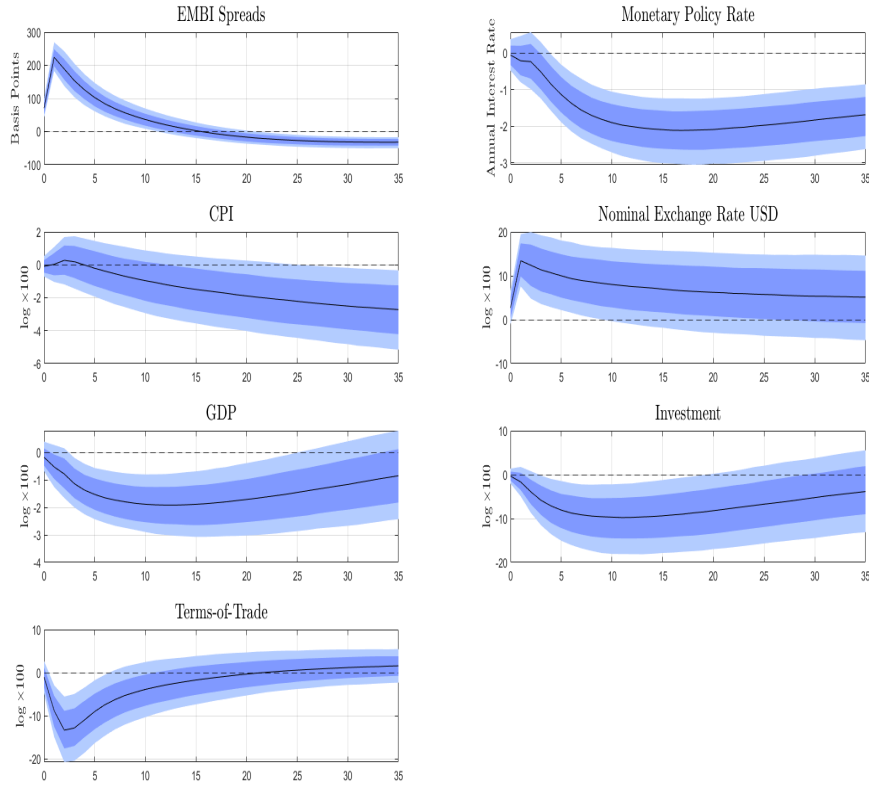 EMBI Spreads
Basis Points
300
200
100
0
-100
0 5 10 15 20 25 30 35
Monetary Policy Rate
Annual Interest Rate
0
-1
-2
-3
0 5 10 15 20 25 30 35
CPI
log ×100
2
0
-2
-4
-6
0 5 10 15 20 25 30 35
Nominal Exchange Rate USD
log ×100
20
10
0
-10
0 5 10 15 20 25 30 35
GDP
log ×100
0
-1
-2
-3
-4
0 5 10 15 20 25 30 35
Investment
log ×100
10
0
-10
-20
0 5 10 15 20 25 30 35
Terms-of-Trade
log ×100
10
0
-10
-20
0 5 10 15 20 25 30 35